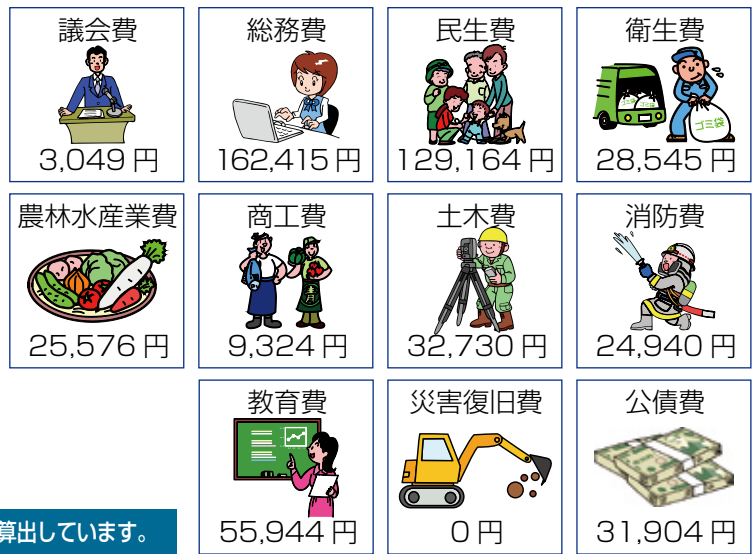 議会費
3,049 円
総務費
162,415 円
民生費
129,164 円
衛生費
ゴミ袋
28,545 円
農林水産業費
25,576 円
商工費
9,324 円
土木費
32,730 円
消防費
24,940 円
教育費
55,944 円
災害復旧費
0 円
公債費
31,904 円
算出しています。